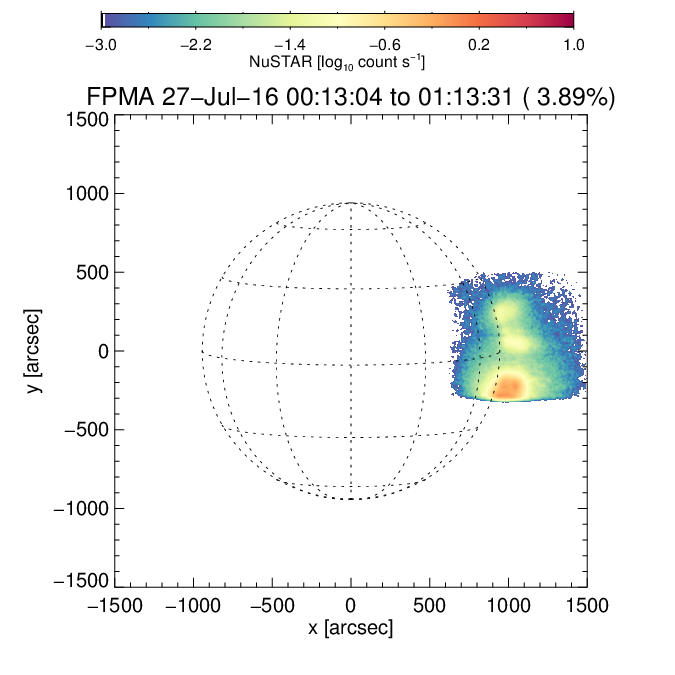 −3.0 −2.2 −1.4 −0.6 0.2 1.0
NuSTAR [log₁₀ count s⁻¹]
FPMA 27−Jul−16 00:13:04 to 01:13:31 ( 3.89%)
1500
1000
500
0
−500
−1000
−1500
y [arcsec]
−1500 −1000 −500 0 500 1000 1500
x [arcsec]